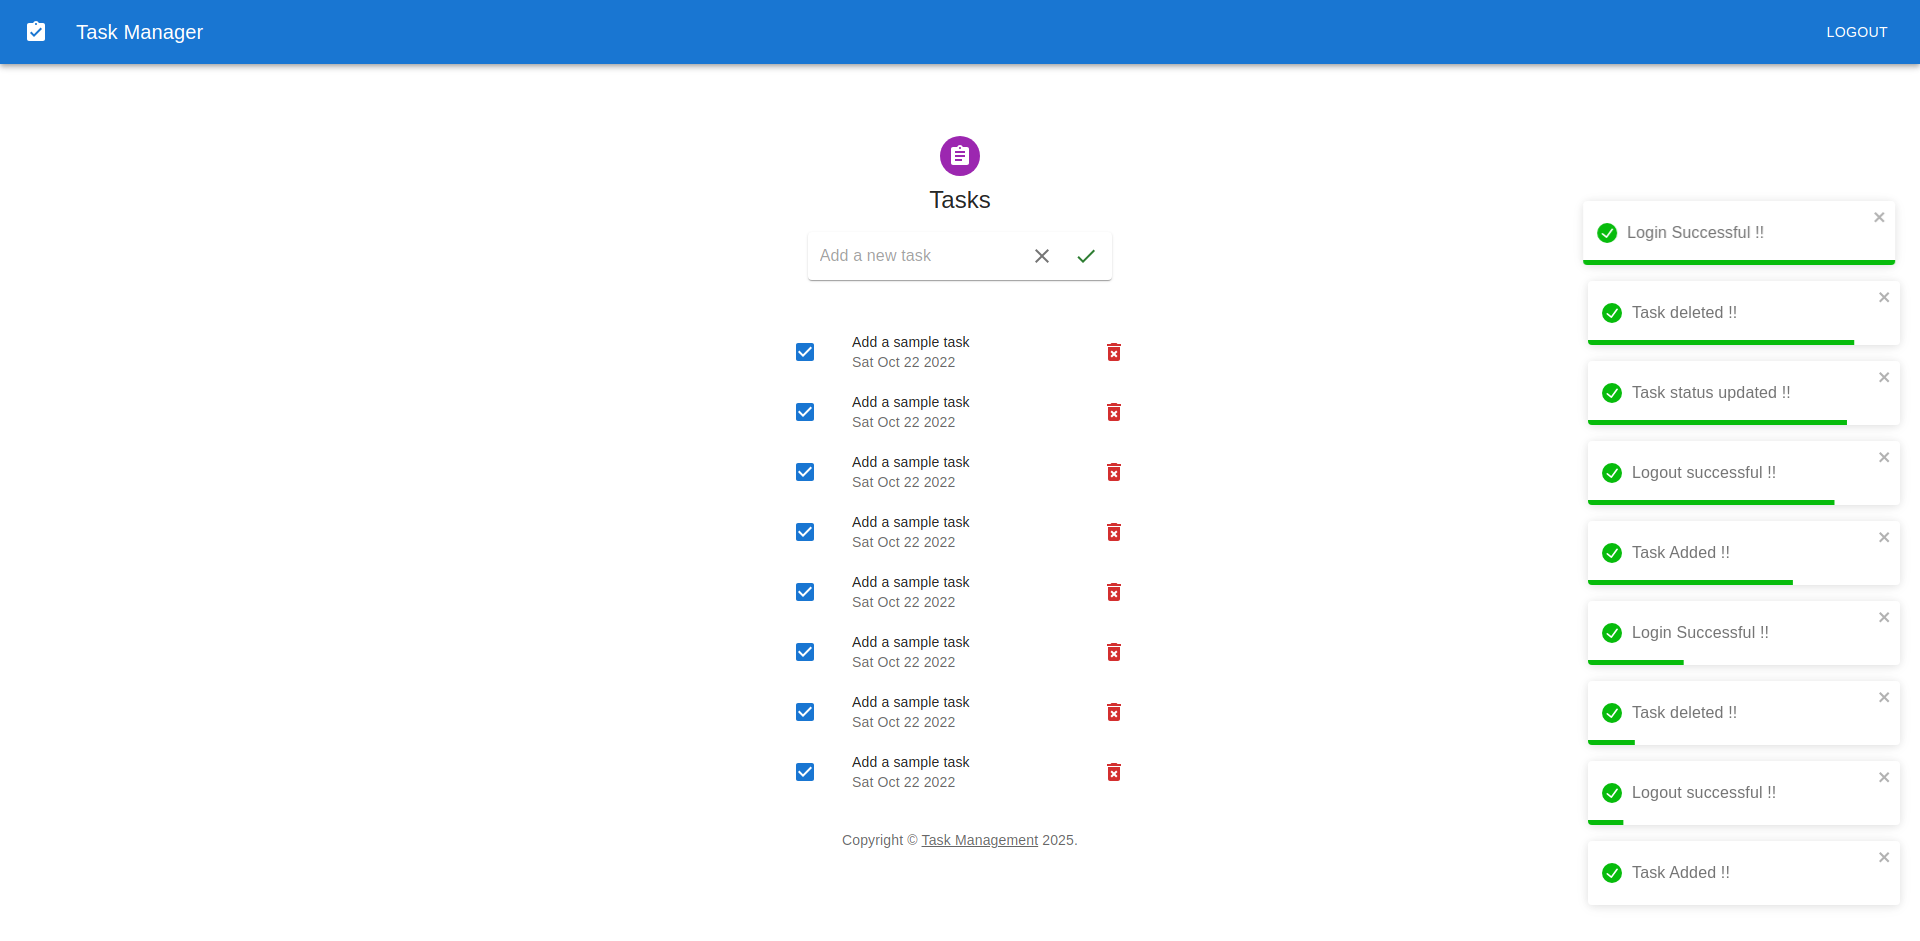 Task Manager
LOGOUT
Tasks
Add a new task
Add a sample task
Sat Oct 22 2022
Add a sample task
Sat Oct 22 2022
Add a sample task
Sat Oct 22 2022
Add a sample task
Sat Oct 22 2022
Add a sample task
Sat Oct 22 2022
Add a sample task
Sat Oct 22 2022
Add a sample task
Sat Oct 22 2022
Add a sample task
Sat Oct 22 2022
Copyright © Task Management 2025.
Login Successful !!
Task deleted !!
Task status updated !!
Logout successful !!
Task Added !!
Login Successful !!
Task deleted !!
Logout successful !!
Task Added !!